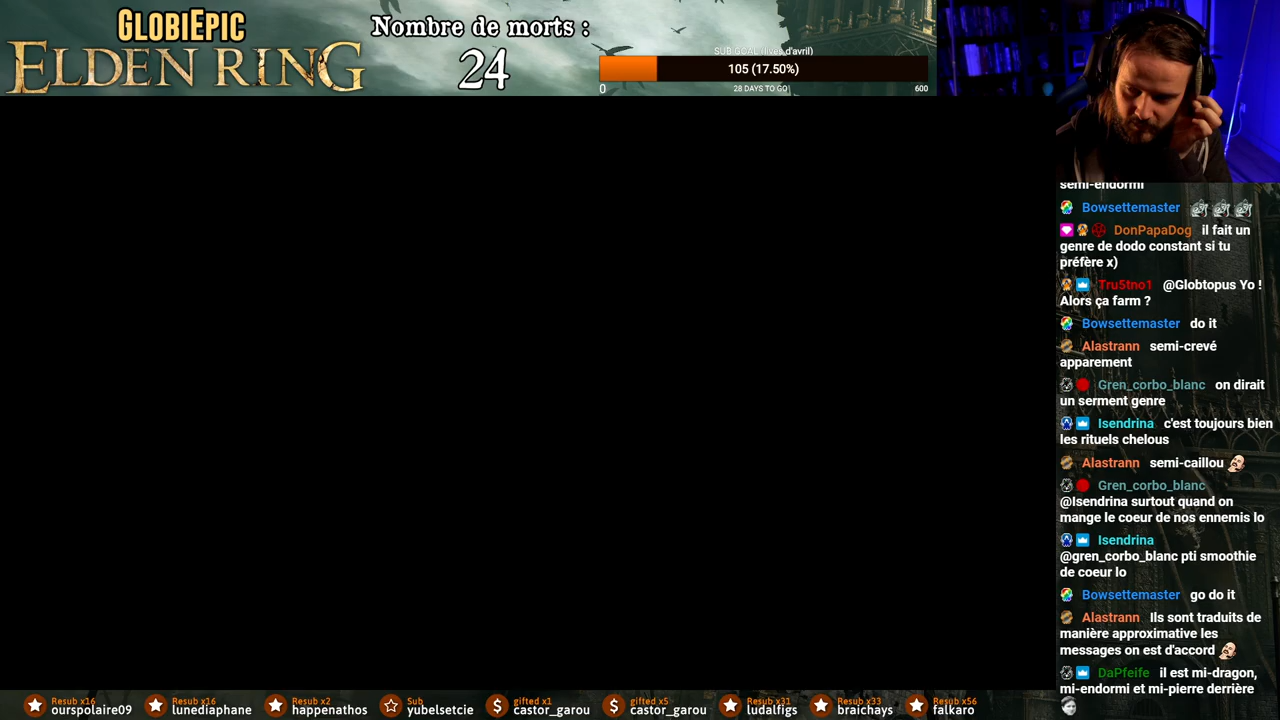 GLOBIEPIC
ELDEN RING
Nombre de morts :
24
SUB GOAL (lives d'avril)
105 (17.50%)
0
28 DAYS TO GO
600
semi-endormi
Bowsettemaster
DonPapaDog il fait un
genre de dodo constant si tu
préfère x)
Tru5tno1 @Globtopus Yo !
Alors ça farm ?
Bowsettemaster do it
Alastrann semi-crevé
apparement
Gren_corbo_blanc on dirait
un serment genre
Isendrina c'est toujours bien
les rituels chelous
Alastrann semi-caillou
Gren_corbo_blanc
@Isendrina surtout quand on
mange le coeur de nos ennemis lo
Isendrina
@gren_corbo_blanc pti smoothie
de coeur lo
Bowsettemaster go do it
Alastrann Ils sont traduits de
manière approximative les
messages on est d'accord
DaPfeife il est mi-dragon,
mi-endormi et mi-pierre derrière
Resub x16
ourspolaire09
Resub x16
lunediaphane
Resub x2
happenathos
Sub
yubelsetcie
gifted x1
castor_garou
gifted x5
castor_garou
Resub x31
ludalfigs
Resub x33
braichays
Resub x56
falkaro